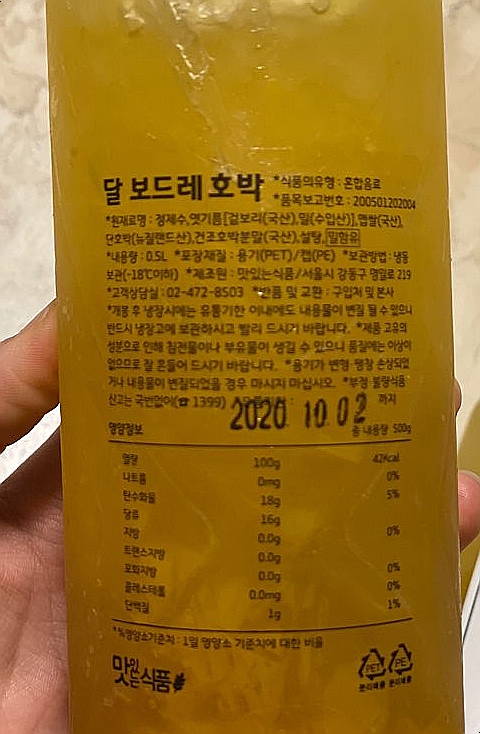 달 보드레 호박 *식품의유형 : 혼합음료
*품목보고번호 : 200501202004
*원재료명 : 정제수, 엿기름[겉보리(국산), 밀(수입산)], 맵쌀(국산),
단호박(뉴질랜드산), 건조호박분말(국산), 설탕, 밀함유
*내용량 : 0.5L *포장재질 : 용기(PET)/캡(PE) *보관방법 : 냉동
보관(-18℃이하) *제조원 : 맛있는식품/서울시 강동구 명일로 219
*고객상담실 : 02-472-8503 *반품 및 교환 : 구입처 및 본사
*개봉 후 냉장시에는 유통기한 이내에도 내용물이 변질 될 수 있으니
반드시 냉장고에 보관하시고 빨리 드시기 바랍니다. *제품 고유의
성분으로 인해 침전물이나 부유물이 생길 수 있으나 품질에는 이상이
없으므로 잘 흔들어 드시기 바랍니다. *용기가 변형·팽창 손상되었
거나 내용물이 변질되었을 경우 마시지 마십시오. *부정·불량식품
신고는 국번없이(☎ 1399) 까지
2020 10.02
영양정보 총 내용량 500g
열량 100g 42Kcal
나트륨 0mg 0%
탄수화물 18g 5%
당류 16g
지방 0.0g 0%
트랜스지방 0.0g
포화지방 0.0g 0%
콜레스테롤 0.0mg 0%
단백질 1g 1%
*%영양소기준치 : 1일 영양소 기준치에 대한 비율
맛있는식품
PET PE
분리배출 분리배출